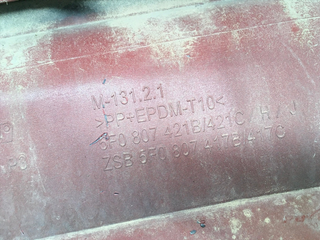 M-131.2.1
>PP+EPDM-T10<
5F0 807 421B/421C / H /
ZSB 5F0 807 417B/417C